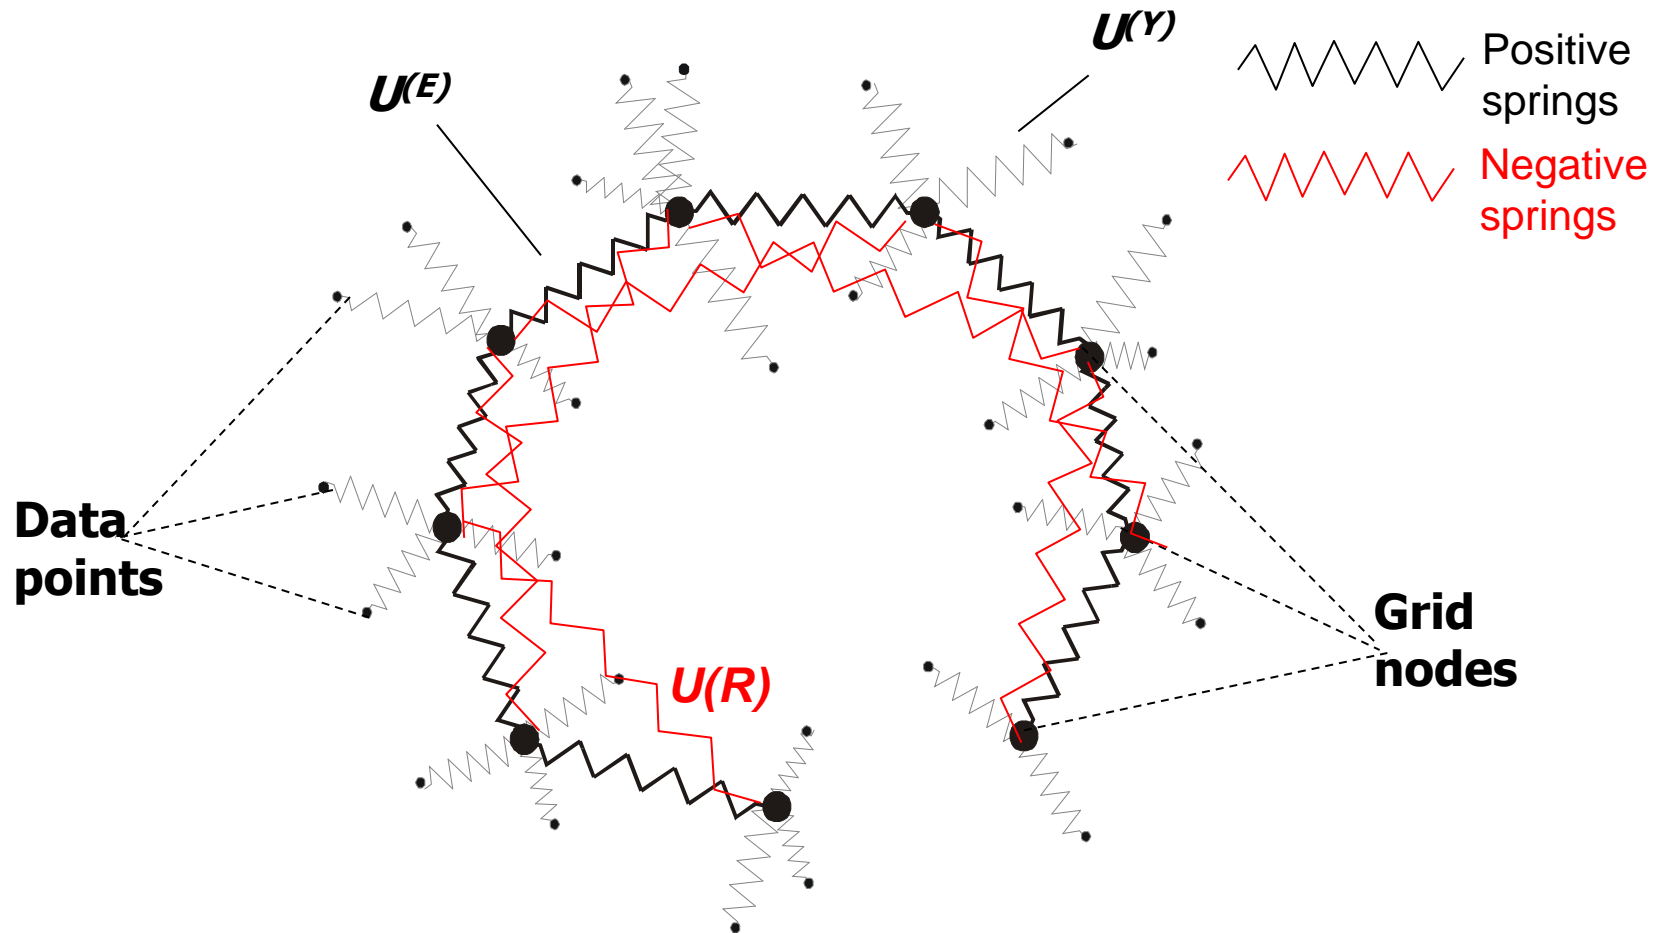 U(E)
U(Y)
Positive
springs
Negative
springs
Data
points
Grid
nodes
U(R)